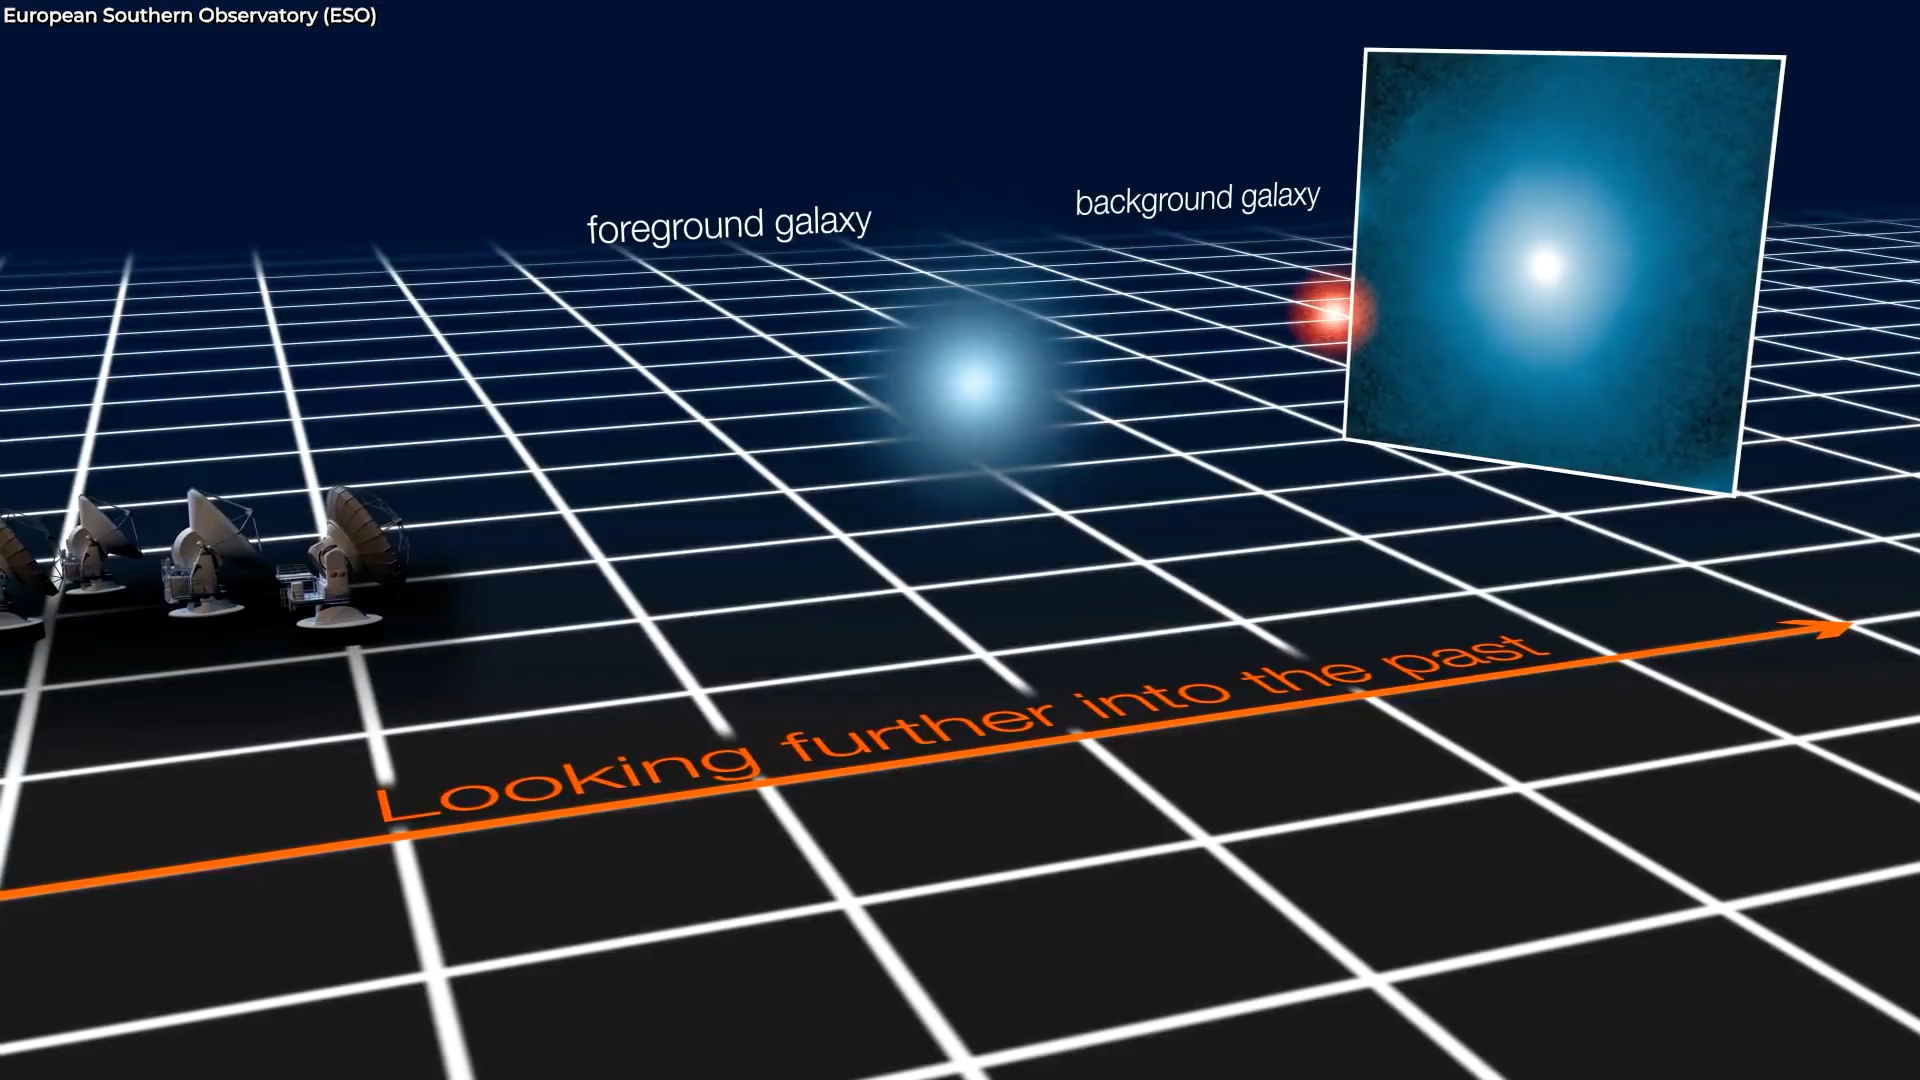 European Southern Observatory (ESO)
foreground galaxy
background galaxy
Looking further into the past